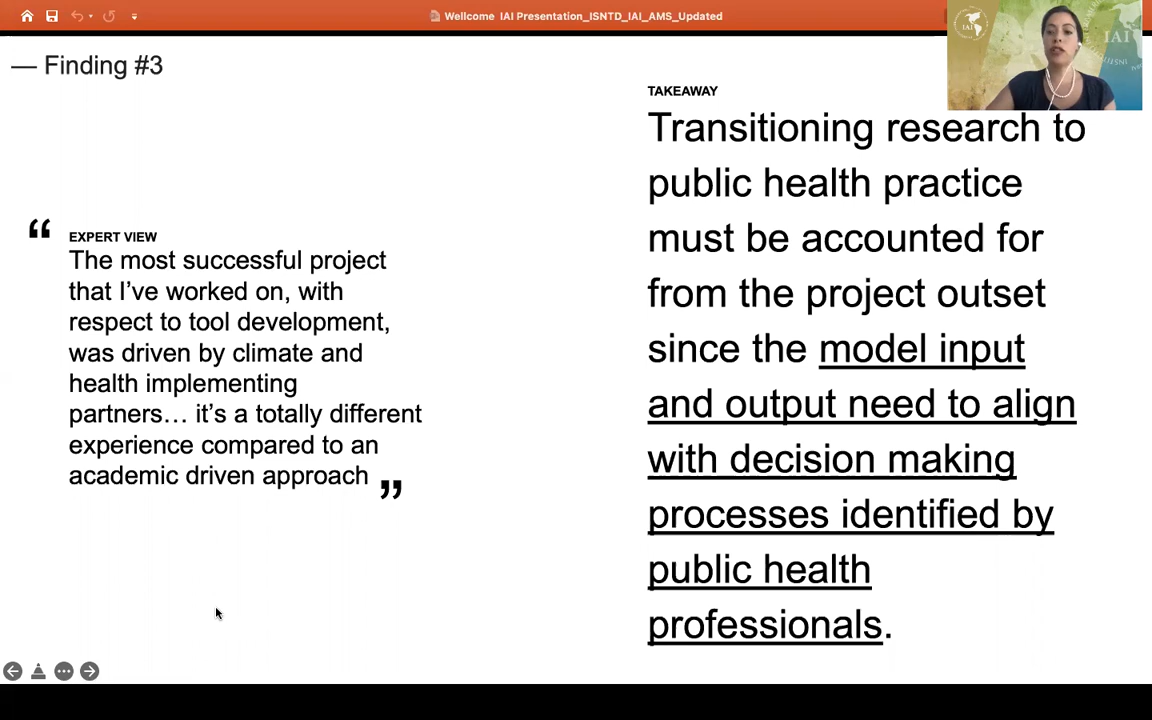 Wellcome IAI Presentation_ISNTD_IAI_AMS_Updated
— Finding #3
“ EXPERT VIEW
The most successful project
that I’ve worked on, with
respect to tool development,
was driven by climate and
health implementing
partners… it’s a totally different
experience compared to an
academic driven approach ”
TAKEAWAY
Transitioning research to
public health practice
must be accounted for
from the project outset
since the model input
and output need to align
with decision making
processes identified by
public health
professionals.
IAI
IAI